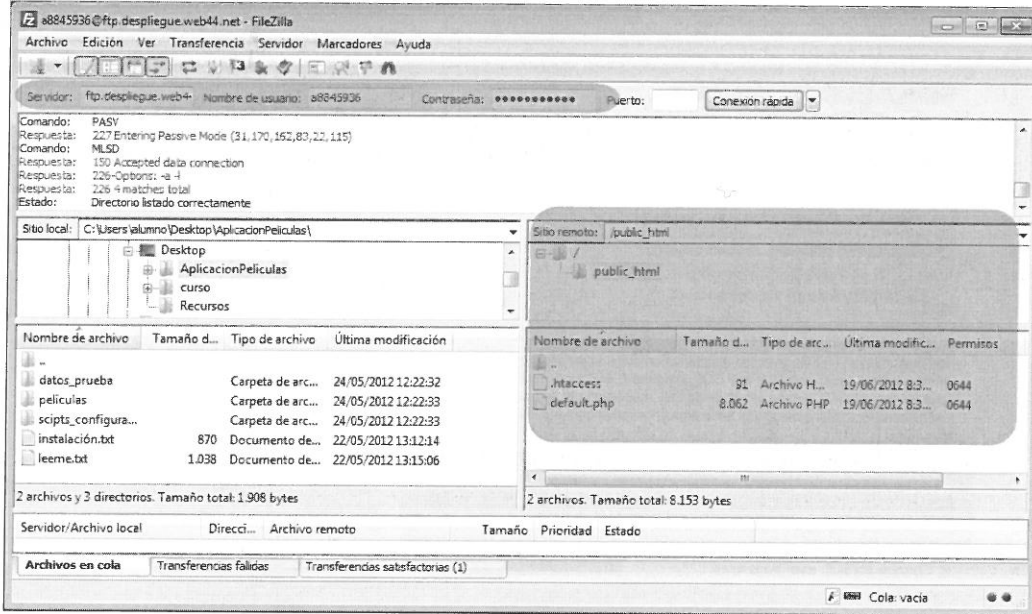 a8845936@ftp.despliegue.web44.net - FileZilla
Archivo Edición Ver Transferencia Servidor Marcadores Ayuda
Servidor: ftp.despliegue.web4 Nombre de usuario: a8845936 Contraseña: ●●●●●●●●●●● Puerto: Conexión rápida
Comando: PASV
Respuesta: 227 Entering Passive Mode (31,170,162,83,22,115)
Comando: MLSD
Respuesta: 150 Accepted data connection
Respuesta: 226-Options: -a -l
Respuesta: 226 4 matches total
Estado: Directorio listado correctamente
Sitio local: C:\Users\alumno\Desktop\AplicacionPeliculas\
Desktop
AplicacionPeliculas
curso
Recursos
Sitio remoto: /public_html
/
public_html
Nombre de archivo Tamaño d... Tipo de archivo Última modificación
..
datos_prueba Carpeta de arc... 24/05/2012 12:22:32
peliculas Carpeta de arc... 24/05/2012 12:22:33
scipts_configura... Carpeta de arc... 24/05/2012 12:22:33
instalación.txt 870 Documento de... 22/05/2012 13:12:14
leeme.txt 1.038 Documento de... 22/05/2012 13:15:06
2 archivos y 3 directorios. Tamaño total: 1.908 bytes
Nombre de archivo Tamaño d... Tipo de arc... Última modific... Permisos
..
.htaccess 91 Archivo H... 19/06/2012 8:3... 0644
default.php 8.062 Archivo PHP 19/06/2012 8:3... 0644
2 archivos. Tamaño total: 8.153 bytes
Servidor/Archivo local Direcci... Archivo remoto Tamaño Prioridad Estado
Archivos en cola Transferencias fallidas Transferencias satisfactorias (1)
Cola: vacía